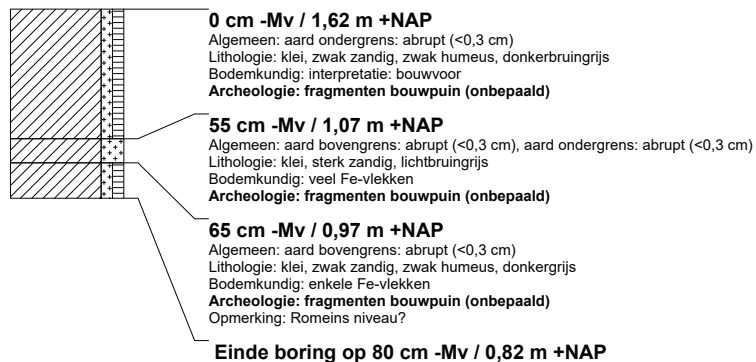 0 cm -Mv / 1,62 m +NAP
Algemeen: aard ondergrens: abrupt (<0,3 cm)
Lithologie: klei, zwak zandig, zwak humeus, donkerbruingrijs
Bodemkundig: interpretatie: bouwvoor
Archeologie: fragmenten bouwpuin (onbepaald)
55 cm -Mv / 1,07 m +NAP
Algemeen: aard bovengrens: abrupt (<0,3 cm), aard ondergrens: abrupt (<0,3 cm)
Lithologie: klei, sterk zandig, lichtbruingrijs
Bodemkundig: veel Fe-vlekken
Archeologie: fragmenten bouwpuin (onbepaald)
65 cm -Mv / 0,97 m +NAP
Algemeen: aard bovengrens: abrupt (<0,3 cm)
Lithologie: klei, zwak zandig, zwak humeus, donkergrijs
Bodemkundig: enkele Fe-vlekken
Archeologie: fragmenten bouwpuin (onbepaald)
Opmerking: Romeins niveau?
Einde boring op 80 cm -Mv / 0,82 m +NAP